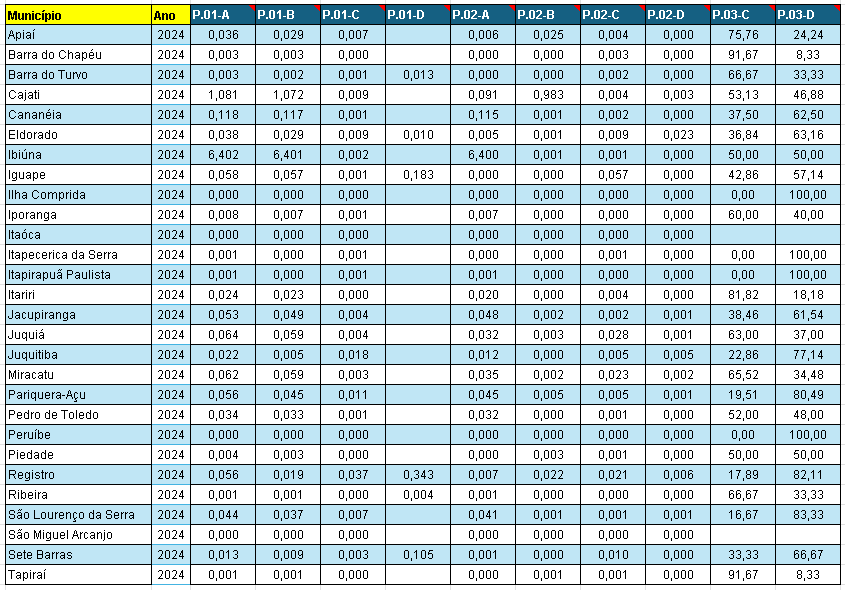 Município Ano P.01-A P.01-B P.01-C P.01-D P.02-A P.02-B P.02-C P.02-D P.03-C P.03-D
Apiaí 2024 0,036 0,029 0,007 0,006 0,025 0,004 0,000 75,76 24,24
Barra do Chapéu 2024 0,003 0,003 0,000 0,000 0,000 0,003 0,000 91,67 8,33
Barra do Turvo 2024 0,003 0,002 0,001 0,013 0,000 0,000 0,002 0,000 66,67 33,33
Cajati 2024 1,081 1,072 0,009 0,091 0,983 0,004 0,003 53,13 46,88
Cananéia 2024 0,118 0,117 0,001 0,115 0,001 0,002 0,000 37,50 62,50
Eldorado 2024 0,038 0,029 0,009 0,010 0,005 0,001 0,009 0,023 36,84 63,16
Ibiúna 2024 6,402 6,401 0,002 6,400 0,001 0,001 0,000 50,00 50,00
Iguape 2024 0,058 0,057 0,001 0,183 0,000 0,000 0,057 0,000 42,86 57,14
Ilha Comprida 2024 0,000 0,000 0,000 0,000 0,000 0,000 0,000 0,00 100,00
Iporanga 2024 0,008 0,007 0,001 0,007 0,000 0,000 0,000 60,00 40,00
Itaóca 2024 0,000 0,000 0,000 0,000 0,000 0,000 0,000
Itapecerica da Serra 2024 0,001 0,000 0,001 0,000 0,000 0,001 0,000 0,00 100,00
Itapirapuã Paulista 2024 0,001 0,000 0,001 0,001 0,000 0,000 0,000 0,00 100,00
Itariri 2024 0,024 0,023 0,000 0,020 0,000 0,004 0,000 81,82 18,18
Jacupiranga 2024 0,053 0,049 0,004 0,048 0,002 0,002 0,001 38,46 61,54
Juquiá 2024 0,064 0,059 0,004 0,032 0,003 0,028 0,001 63,00 37,00
Juquitiba 2024 0,022 0,005 0,018 0,012 0,000 0,005 0,005 22,86 77,14
Miracatu 2024 0,062 0,059 0,003 0,035 0,002 0,023 0,002 65,52 34,48
Pariquera-Açu 2024 0,056 0,045 0,011 0,045 0,005 0,005 0,001 19,51 80,49
Pedro de Toledo 2024 0,034 0,033 0,001 0,032 0,000 0,001 0,000 52,00 48,00
Peruíbe 2024 0,000 0,000 0,000 0,000 0,000 0,000 0,000 0,00 100,00
Piedade 2024 0,004 0,003 0,000 0,000 0,003 0,001 0,000 50,00 50,00
Registro 2024 0,056 0,019 0,037 0,343 0,007 0,022 0,021 0,006 17,89 82,11
Ribeira 2024 0,001 0,001 0,000 0,004 0,001 0,000 0,000 0,000 66,67 33,33
São Lourenço da Serra 2024 0,044 0,037 0,007 0,041 0,001 0,001 0,001 16,67 83,33
São Miguel Arcanjo 2024 0,000 0,000 0,000 0,000 0,000 0,000 0,000
Sete Barras 2024 0,013 0,009 0,003 0,105 0,001 0,000 0,010 0,000 33,33 66,67
Tapiraí 2024 0,001 0,001 0,000 0,000 0,001 0,001 0,000 91,67 8,33